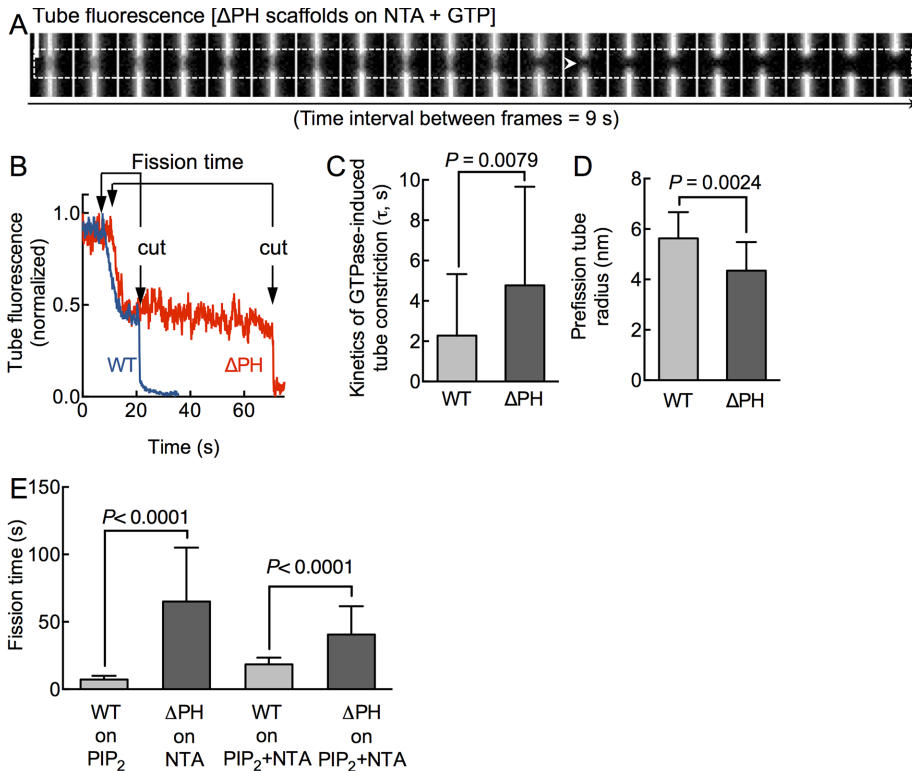 A
Tube fluorescence [ΔPH scaffolds on NTA + GTP]
(Time interval between frames = 9 s)
B
Fission time
cut
cut
Tube fluorescence
(normalized)
1.0
0.5
0.0
WT
ΔPH
0
20
40
60
Time (s)
C
P = 0.0079
Kinetics of GTPase-induced
tube constriction (τ, s)
10
8
6
4
2
0
WT
ΔPH
D
P = 0.0024
Prefission tube
radius (nm)
8
6
4
2
0
WT
ΔPH
E
Fission time (s)
150
100
50
0
P< 0.0001
P< 0.0001
WT
on
PIP2
ΔPH
on
NTA
WT
on
PIP2+NTA
ΔPH
on
PIP2+NTA